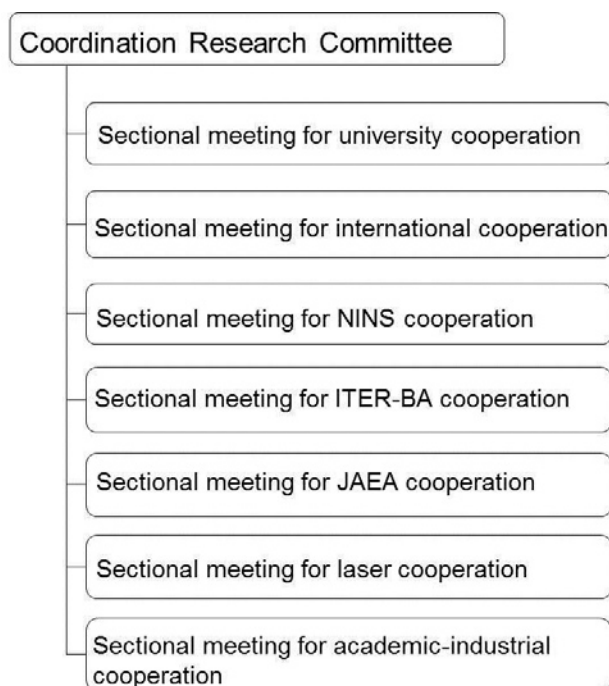 Coordination Research Committee
Sectional meeting for university cooperation
Sectional meeting for international cooperation
Sectional meeting for NINS cooperation
Sectional meeting for ITER-BA cooperation
Sectional meeting for JAEA cooperation
Sectional meeting for laser cooperation
Sectional meeting for academic-industrial
cooperation